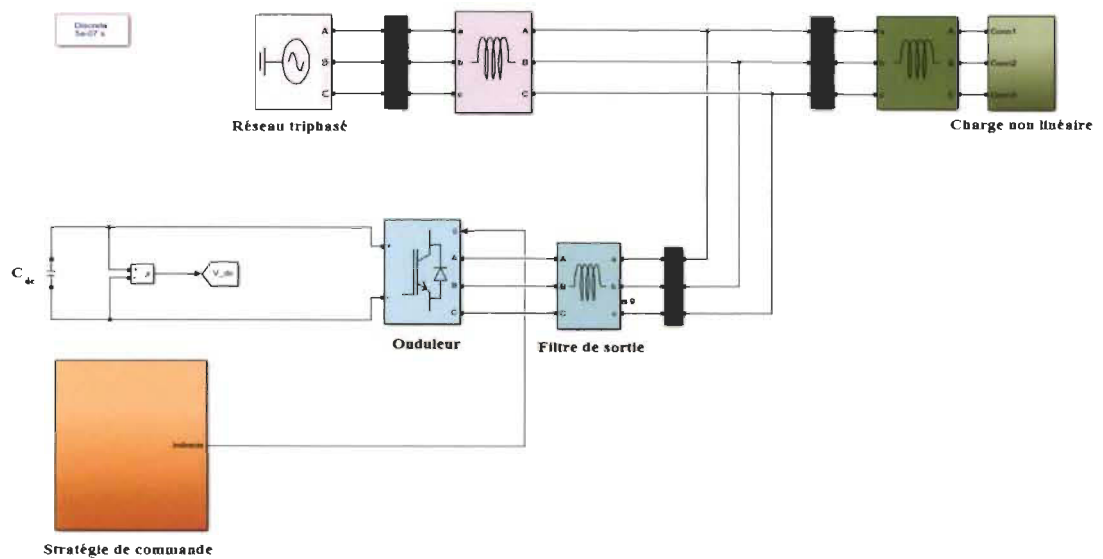 Discrete
5e-07 s
A
B
C
a
b
c
A
B
C
a
b
c
A
B
C
Conn1
Conn2
Conn3
Réseau triphasé
Charge non linéaire
C dc
+
-
V_dc
+
-
g
A
B
C
A
B
C
a
b
c
Onduleur
Filtre de sortie
Stratégie de commande